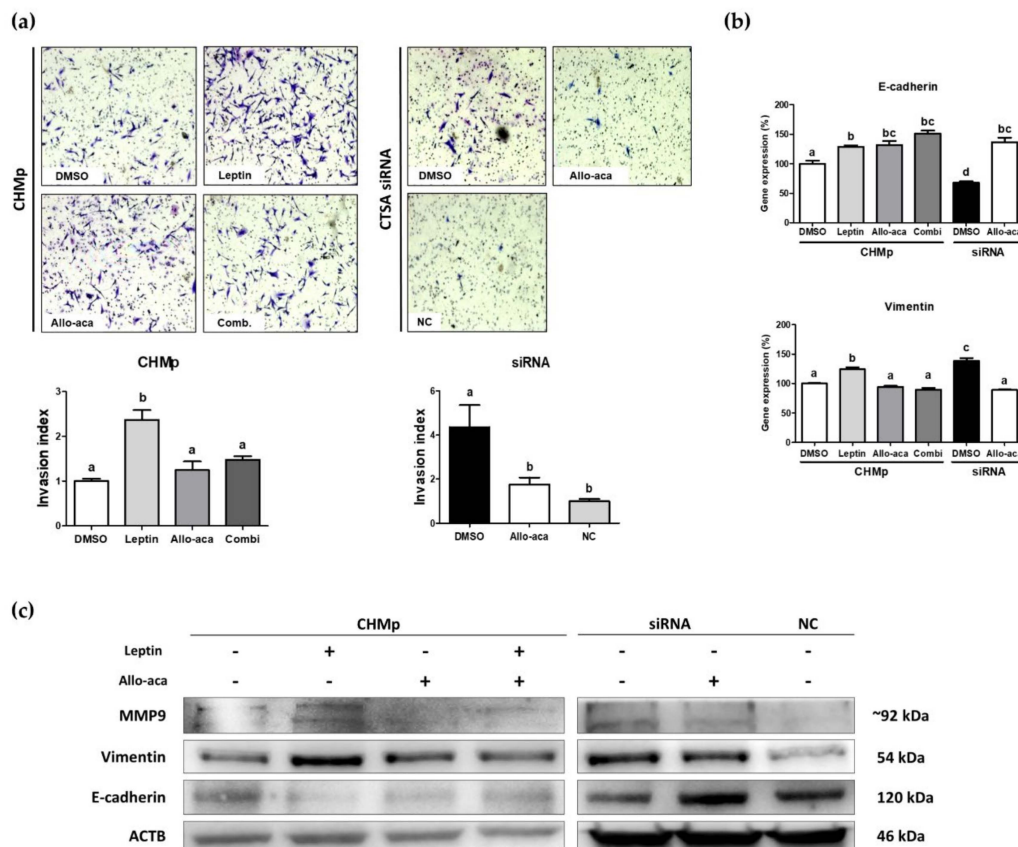 (a)
CHMp
DMSO
Leptin
Allo-aca
Comb.
CTSA siRNA
DMSO
Allo-aca
NC
CHMp
Invasion index
3
2
1
0
a
b
a
a
DMSO Leptin Allo-aca Combi
siRNA
Invasion index
6
4
2
0
a
b
b
DMSO Allo-aca NC
(b)
E-cadherin
Gene expression (%)
200
150
100
50
0
a
b
bc
bc
d
bc
DMSO Leptin Allo-aca Combi DMSO Allo-aca
CHMp siRNA
Vimentin
Gene expression (%)
200
150
100
50
0
a
b
a
a
c
a
DMSO Leptin Allo-aca Combi DMSO Allo-aca
CHMp siRNA
(c)
CHMp siRNA NC
Leptin - + - + - - -
Allo-aca - - + + - + -
MMP9 ~92 kDa
Vimentin 54 kDa
E-cadherin 120 kDa
ACTB 46 kDa